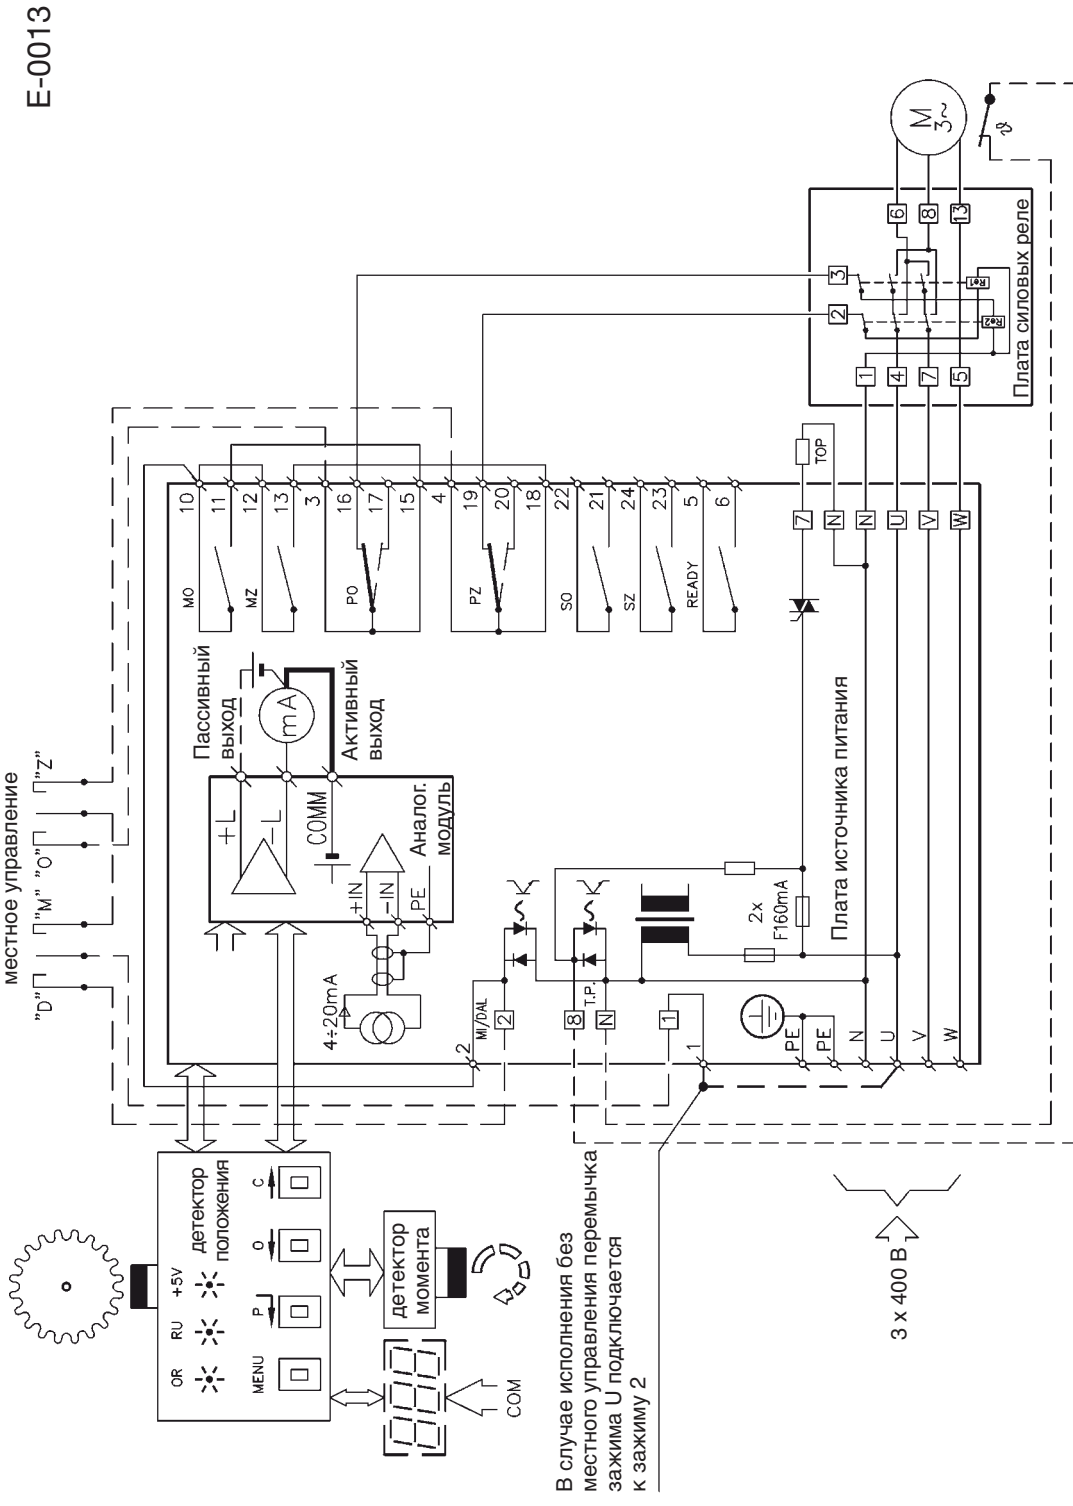 E-0013
местное управление
"D"
"M"
"O"
"Z"
Пассивный
выход
mA
Активный
выход
+L
-L
COMM
Аналог.
модуль
+IN
-IN
PE
4÷20mA
MO
MZ
PO
PZ
SO
SZ
READY
10
11
12
13
3
16
17
15
4
19
20
18
22
21
24
23
5
6
2
MI/DAL
2
8
T.P.
N
1
1
2x
F160mA
Плата источника питания
PE
PE
N
U
V
W
7
N
N
U
V
W
TOP
Плата силовых реле
1
4
7
5
2
3
Re1
Re2
6
8
13
M
3~
ϑ
детектор
положения
+5V
RU
OR
MENU
P
O
C
детектор
момента
COM
В случае исполнения без
местного управления перемычка
зажима U подключается
к зажиму 2
3 x 400 В